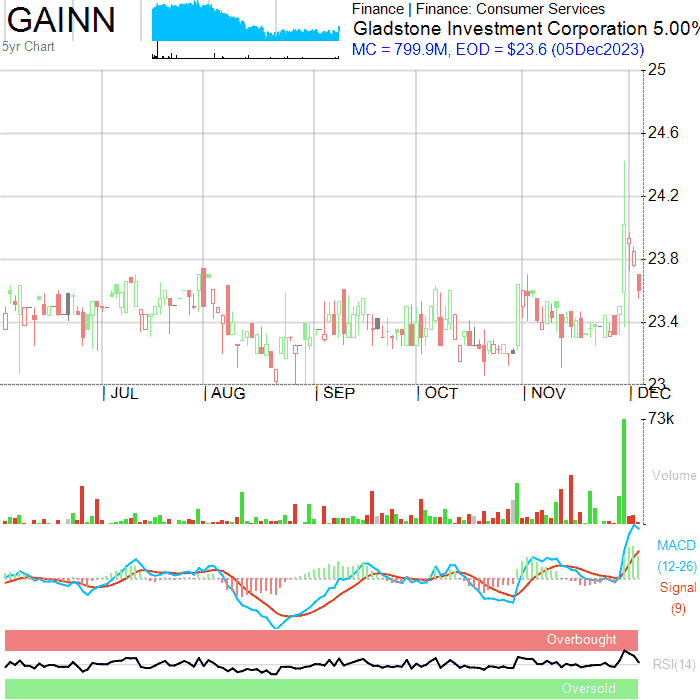 GAINN
5yr Chart
Finance | Finance: Consumer Services
Gladstone Investment Corporation 5.00%
MC = 799.9M, EOD = $23.6 (05Dec2023)
25
24.6
24.2
23.8
23.4
23
| JUL | AUG | SEP | OCT | NOV | DEC
73k
Volume
MACD
(12-26)
Signal
(9)
Overbought
RSI(14)
Oversold